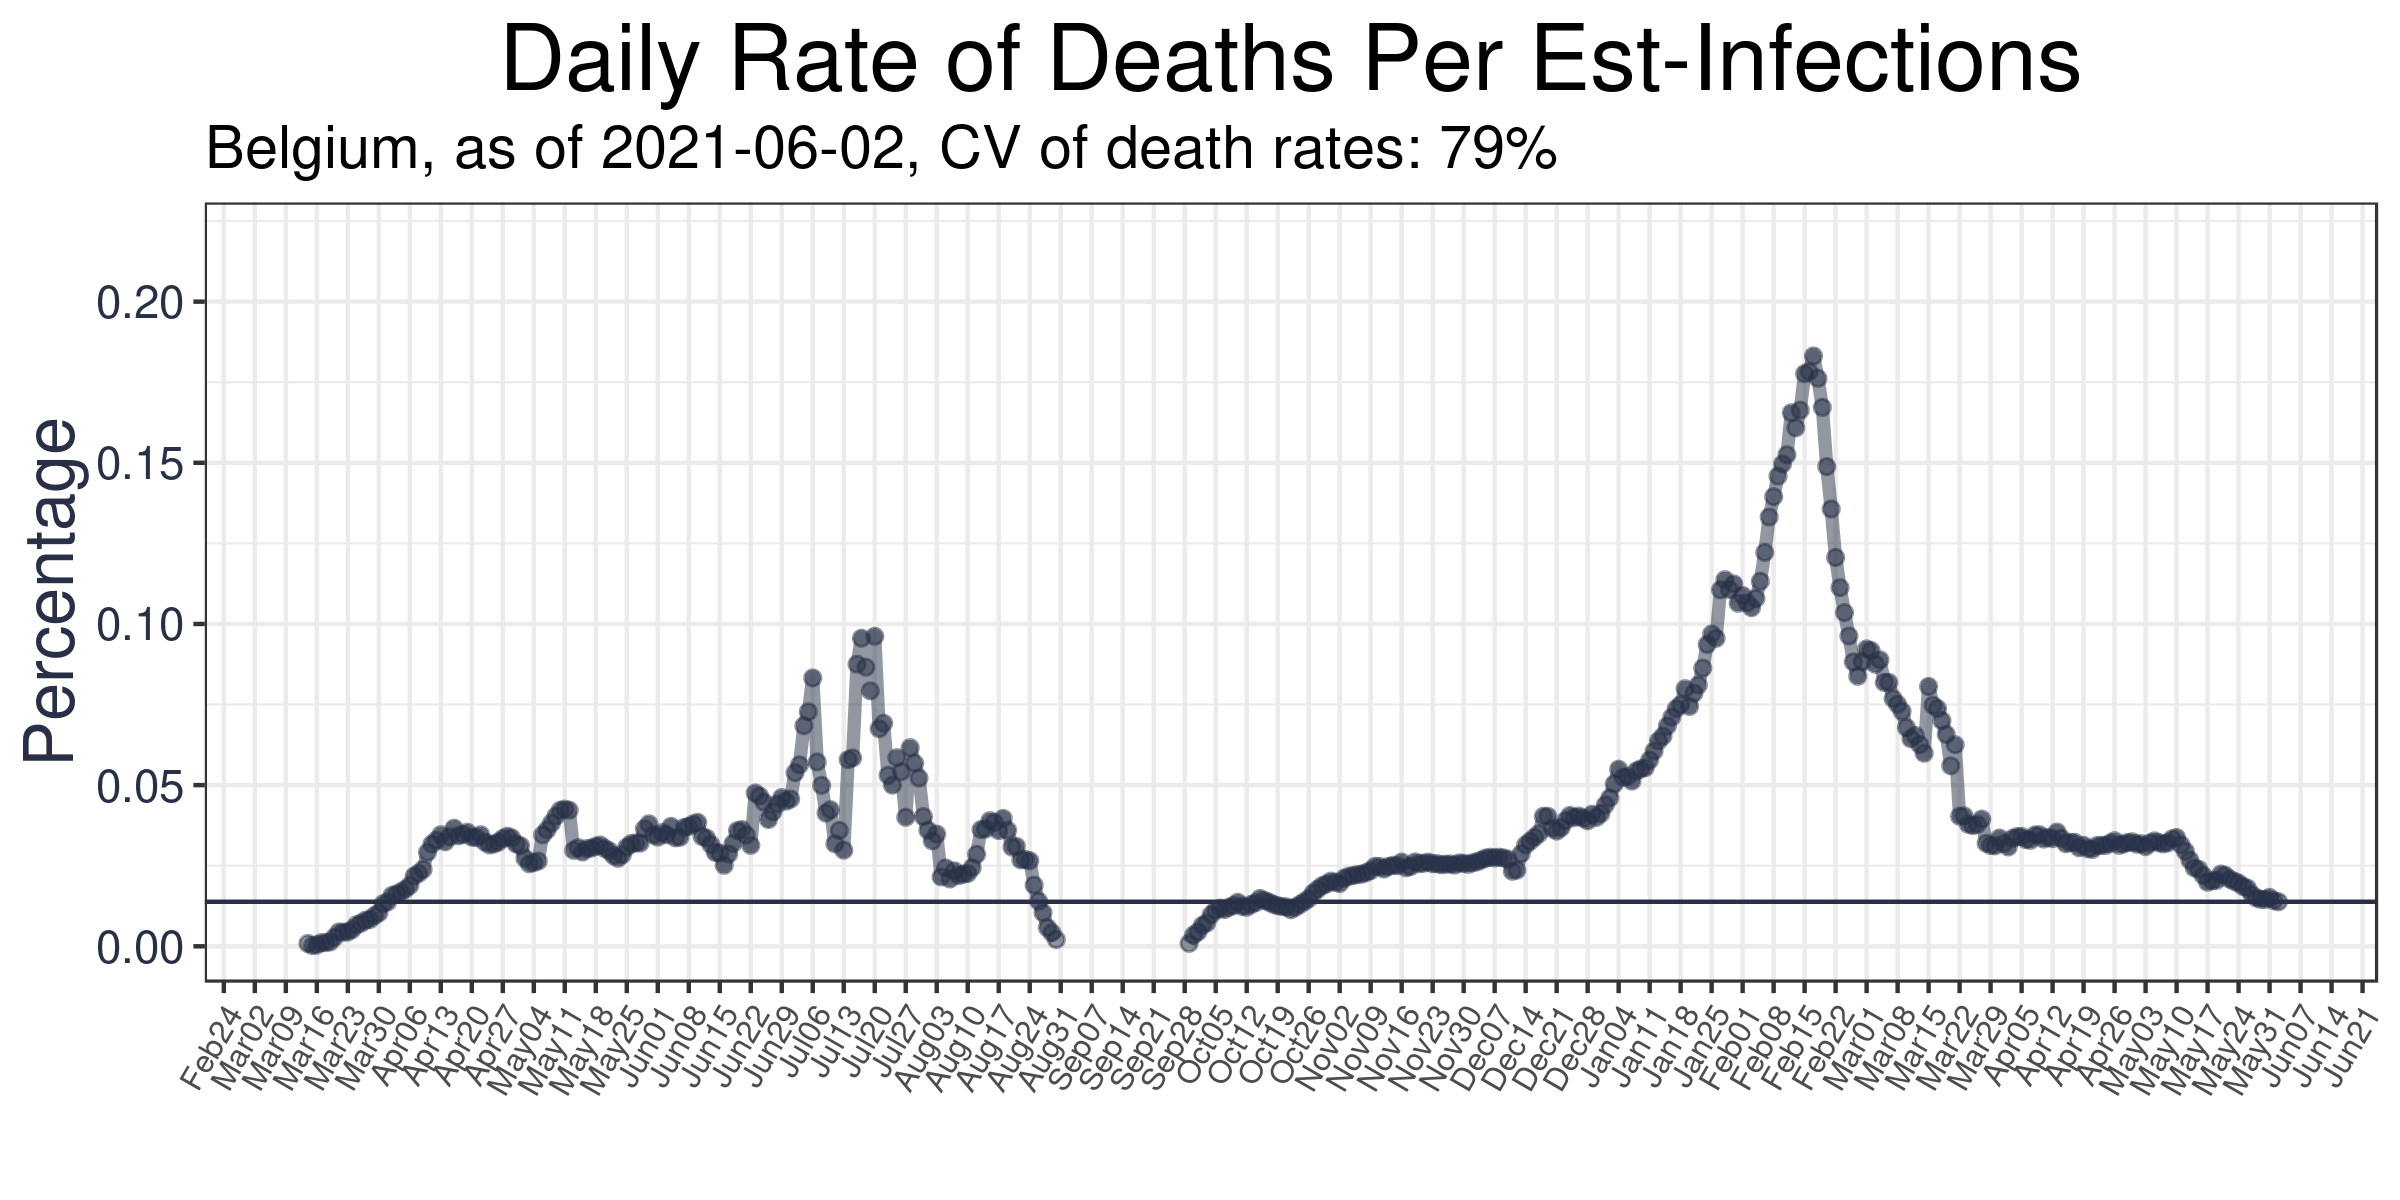 Daily Rate of Deaths Per Est-Infections
Belgium, as of 2021-06-02, CV of death rates: 79%
Percentage
0.20
0.15
0.10
0.05
0.00
Feb24
Mar02
Mar09
Mar16
Mar23
Mar30
Apr06
Apr13
Apr20
Apr27
May04
May11
May18
May25
Jun01
Jun08
Jun15
Jun22
Jun29
Jul06
Jul13
Jul20
Jul27
Aug03
Aug10
Aug17
Aug24
Aug31
Sep07
Sep14
Sep21
Sep28
Oct05
Oct12
Oct19
Oct26
Nov02
Nov09
Nov16
Nov23
Nov30
Dec07
Dec14
Dec21
Dec28
Jan04
Jan11
Jan18
Jan25
Feb01
Feb08
Feb15
Feb22
Mar01
Mar08
Mar15
Mar22
Mar29
Apr05
Apr12
Apr19
Apr26
May03
May10
May17
May24
May31
Jun07
Jun14
Jun21